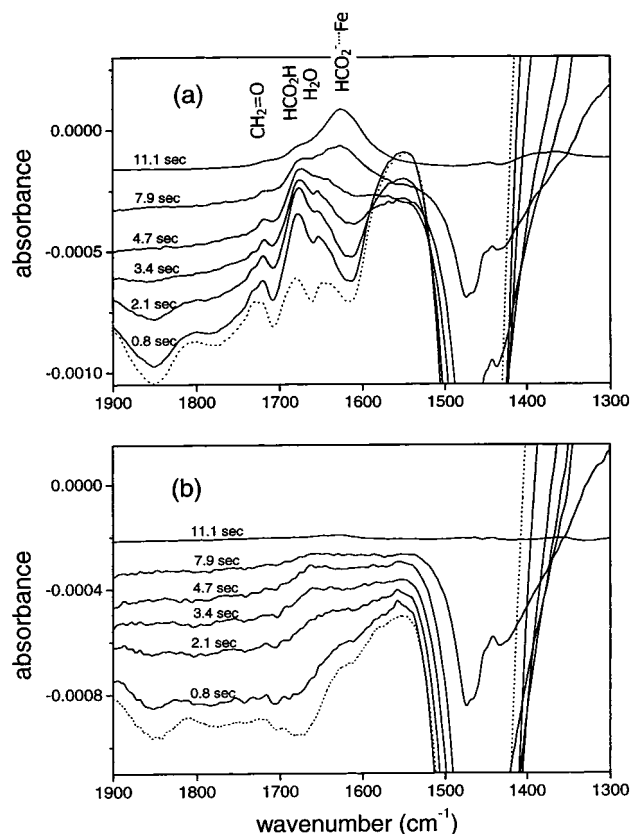 CH2=O
HCO2H
H2O
HCO2-····Fe
(a)
absorbance
0.0000
-0.0005
-0.0010
11.1 sec
7.9 sec
4.7 sec
3.4 sec
2.1 sec
0.8 sec
1900 1800 1700 1600 1500 1400 1300
(b)
absorbance
0.0000
-0.0004
-0.0008
11.1 sec
7.9 sec
4.7 sec
3.4 sec
2.1 sec
0.8 sec
1900 1800 1700 1600 1500 1400 1300
wavenumber (cm⁻¹)